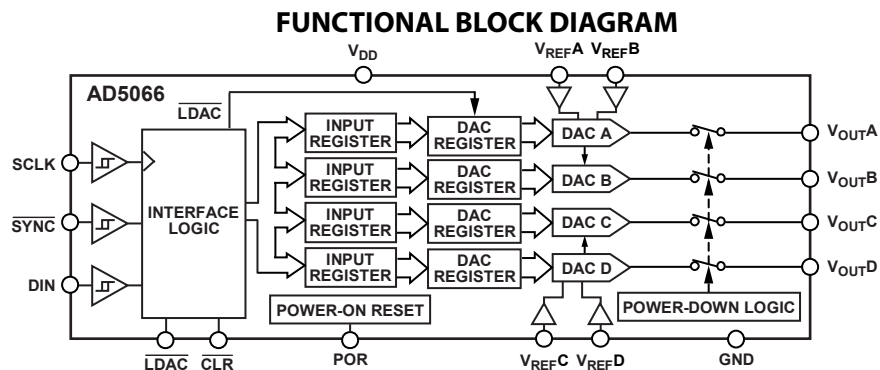 FUNCTIONAL BLOCK DIAGRAM
VDD
VREFA
VREFB
AD5066
LDAC
INPUT REGISTER
DAC REGISTER
DAC A
VOUTA
SCLK
INPUT REGISTER
DAC REGISTER
DAC B
VOUTB
SYNC
INTERFACE LOGIC
INPUT REGISTER
DAC REGISTER
DAC C
VOUTC
DIN
INPUT REGISTER
DAC REGISTER
DAC D
VOUTD
POWER-ON RESET
POWER-DOWN LOGIC
LDAC
CLR
POR
VREFC
VREFD
GND